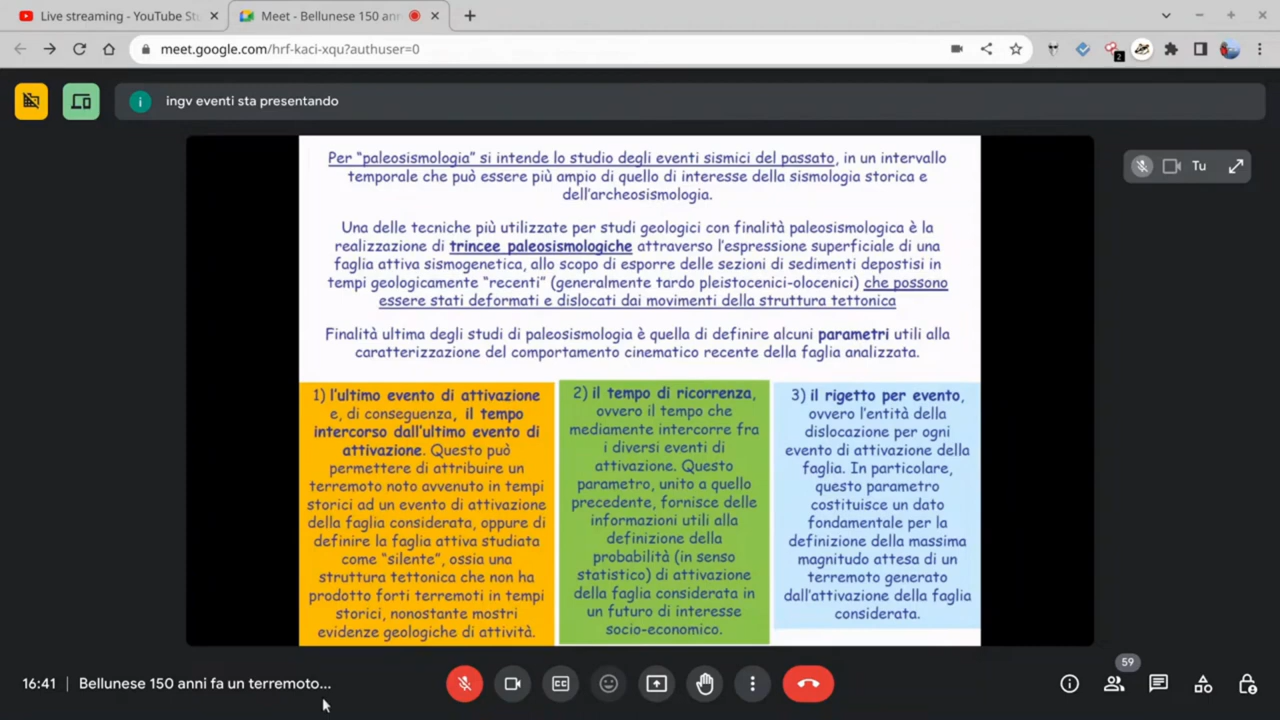 Live streaming - YouTube St
Meet - Bellunese 150 ann
meet.google.com/hrf-kaci-xqu?authuser=0
2
ingv eventi sta presentando
Tu
Per “paleosismologia” si intende lo studio degli eventi sismici del passato, in un intervallo
temporale che può essere più ampio di quello di interesse della sismologia storica e
dell’archeosismologia.
Una delle tecniche più utilizzate per studi geologici con finalità paleosismologica è la
realizzazione di trincee paleosismologiche attraverso l’espressione superficiale di una
faglia attiva sismogenetica, allo scopo di esporre delle sezioni di sedimenti depostisi in
tempi geologicamente “recenti” (generalmente tardo pleistocenici-olocenici) che possono
essere stati deformati e dislocati dai movimenti della struttura tettonica
Finalità ultima degli studi di paleosismologia è quella di definire alcuni parametri utili alla
caratterizzazione del comportamento cinematico recente della faglia analizzata.
1) l’ultimo evento di attivazione
e, di conseguenza, il tempo
intercorso dall’ultimo evento di
attivazione. Questo può
permettere di attribuire un
terremoto noto avvenuto in tempi
storici ad un evento di attivazione
della faglia considerata, oppure di
definire la faglia attiva studiata
come “silente”, ossia una
struttura tettonica che non ha
prodotto forti terremoti in tempi
storici, nonostante mostri
evidenze geologiche di attività.
2) il tempo di ricorrenza,
ovvero il tempo che
mediamente intercorre fra
i diversi eventi di
attivazione. Questo
parametro, unito a quello
precedente, fornisce delle
informazioni utili alla
definizione della
probabilità (in senso
statistico) di attivazione
della faglia considerata in
un futuro di interesse
socio-economico.
3) il rigetto per evento,
ovvero l’entità della
dislocazione per ogni
evento di attivazione della
faglia. In particolare,
questo parametro
costituisce un dato
fondamentale per la
definizione della massima
magnitudo attesa di un
terremoto generato
dall’attivazione della faglia
considerata.
16:41 | Bellunese 150 anni fa un terremoto...
59